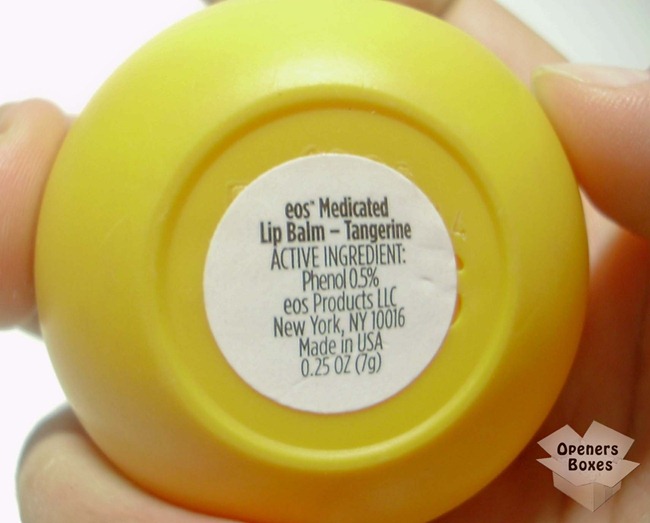 eos™ Medicated
Lip Balm – Tangerine
ACTIVE INGREDIENT:
Phenol 0.5%
eos Products LLC
New York, NY 10016
Made in USA
0.25 OZ (7g)
Openers
Boxes